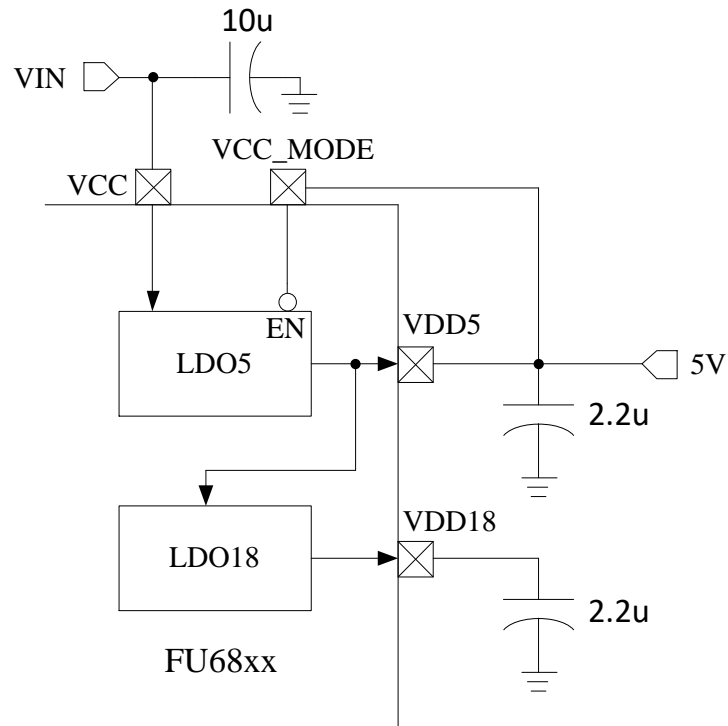 10u
VIN
VCC_MODE
VCC
EN
VDD5
LDO5
5V
2.2u
VDD18
LDO18
2.2u
FU68xx